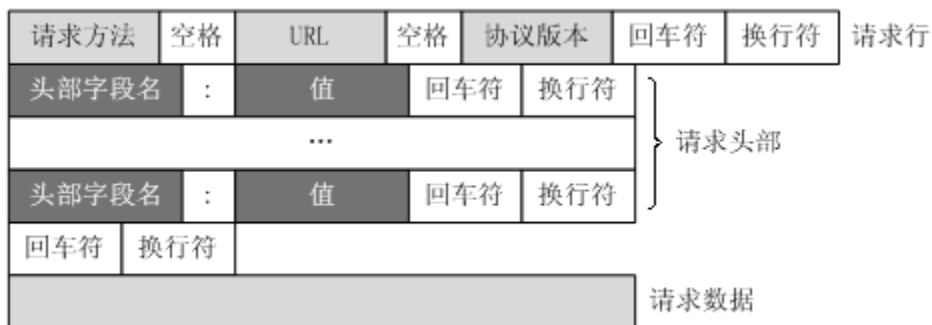 请求方法 空格 URL 空格 协议版本 回车符 换行符 请求行
头部字段名 : 值 回车符 换行符
… 请求头部
头部字段名 : 值 回车符 换行符
回车符 换行符
请求数据